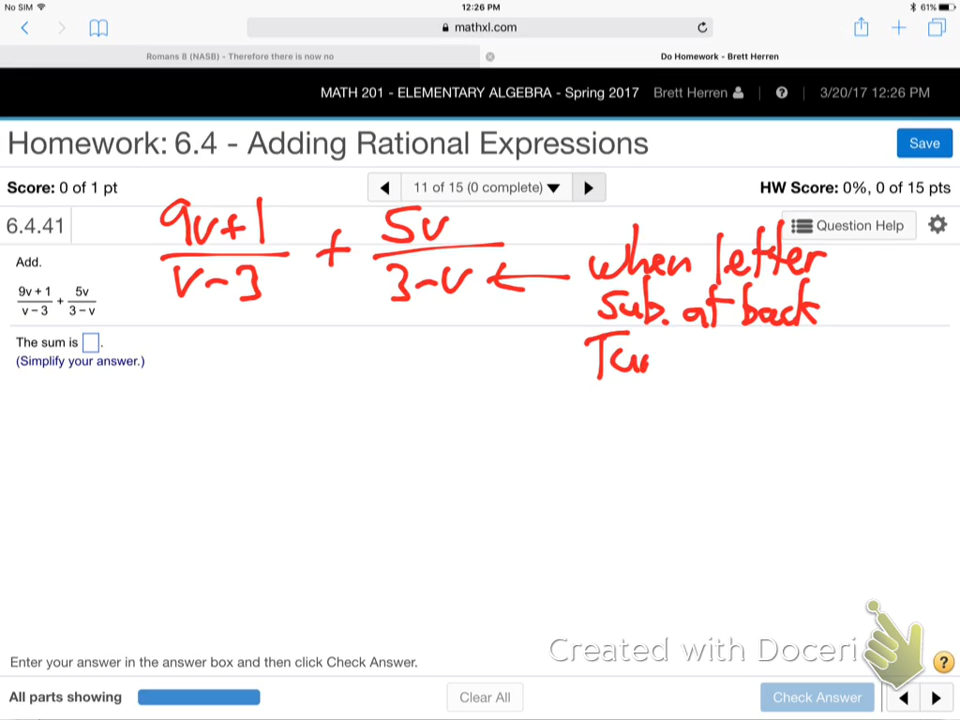 No SIM 12:26 PM 61%
mathxl.com
Romans 8 (NASB) - Therefore there is now no Do Homework - Brett Herren
MATH 201 - ELEMENTARY ALGEBRA - Spring 2017 Brett Herren | ? | 3/20/17 12:26 PM
Homework: 6.4 - Adding Rational Expressions Save
Score: 0 of 1 pt 11 of 15 (0 complete) HW Score: 0%, 0 of 15 pts
6.4.41 Question Help
9v+1 5v
+
v-3 3-v
when letter
sub. at back
Add.
9v + 1 5v
+
v - 3 3 - v
The sum is .
(Simplify your answer.)
Created with Doceri
Enter your answer in the answer box and then click Check Answer. ?
All parts showing Clear All Check Answer